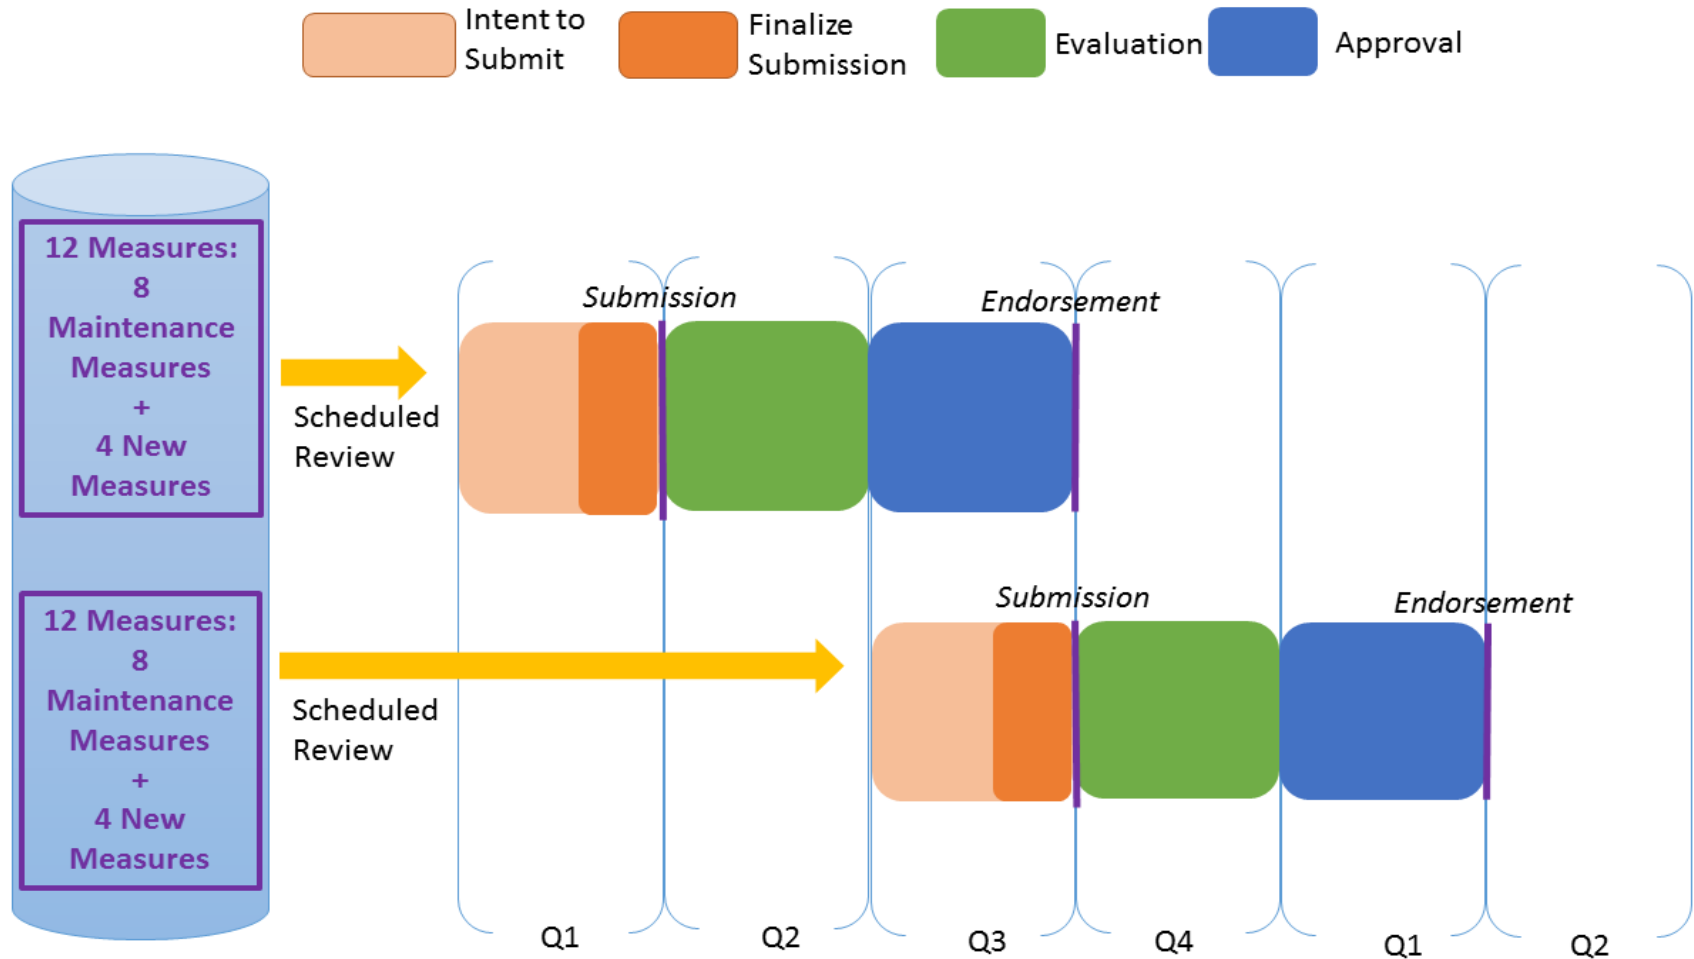 Intent to
Submit
Finalize
Submission
Evaluation
Approval
12 Measures:
8
Maintenance
Measures
+
4 New
Measures
Scheduled
Review
Submission
Endorsement
12 Measures:
8
Maintenance
Measures
+
4 New
Measures
Scheduled
Review
Submission
Endorsement
Q1
Q2
Q3
Q4
Q1
Q2